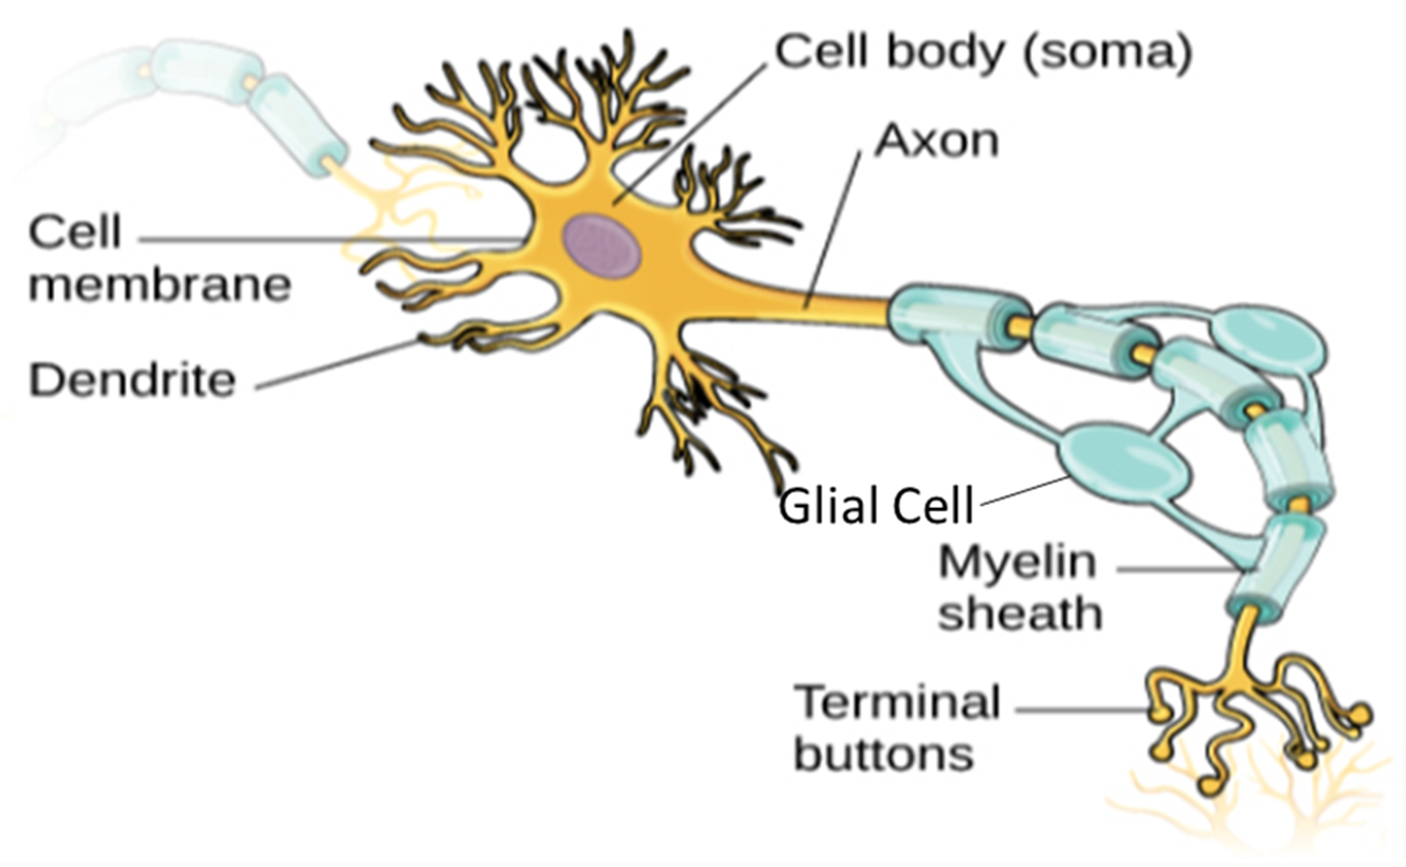 Cell body (soma)
Axon
Cell
membrane
Dendrite
Glial Cell
Myelin
sheath
Terminal
buttons